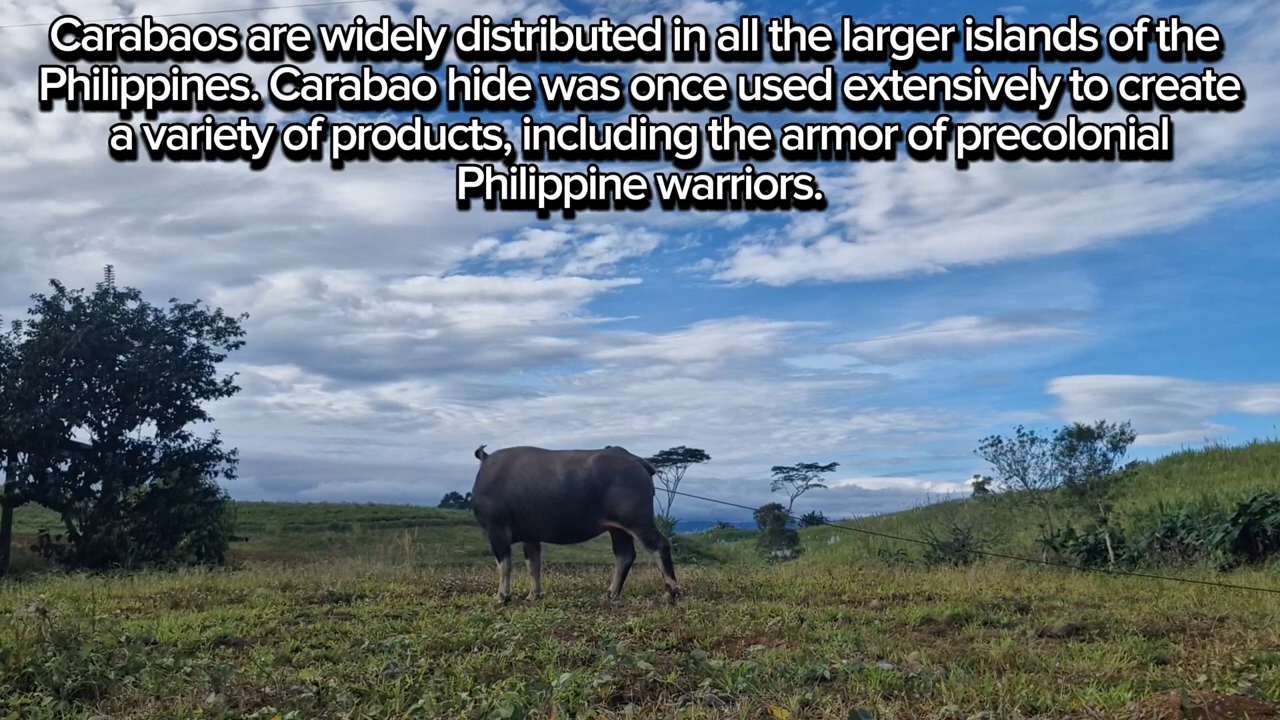 Carabaos are widely distributed in all the larger islands of the
Philippines. Carabao hide was once used extensively to create
a variety of products, including the armor of precolonial
Philippine warriors.